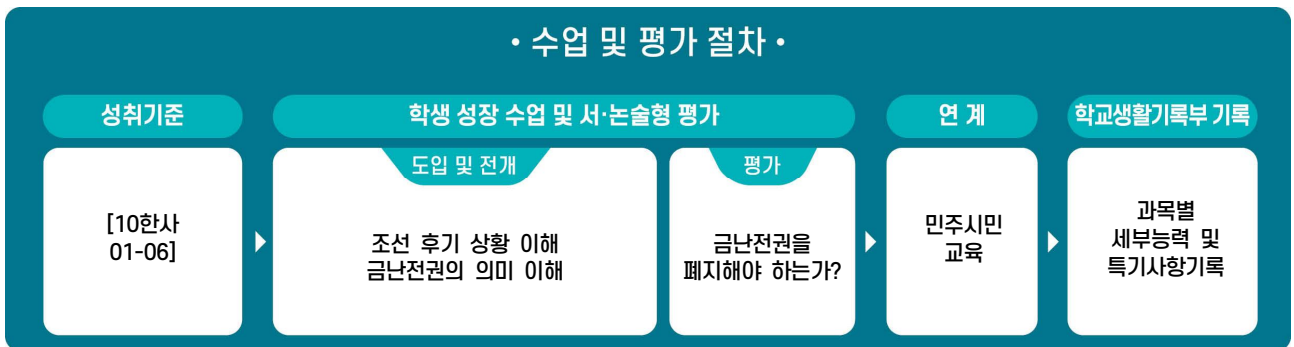 • 수업 및 평가 절차 •
성취기준
학생 성장 수업 및 서·논술형 평가
연 계
학교생활기록부 기록
도입 및 전개
평가
[10한사
01-06]
조선 후기 상황 이해
금난전권의 의미 이해
금난전권을
폐지해야 하는가?
민주시민
교육
과목별
세부능력 및
특기사항기록